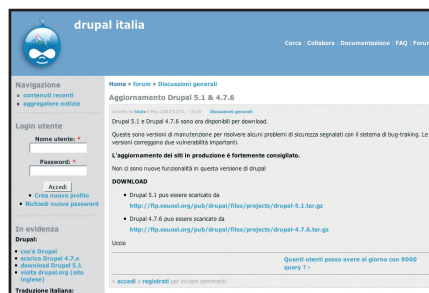 drupal italia
Cerca | Collabora | Documentazione | FAQ | Forum
Navigazione
contenuti recenti
aggregatore notizie
Login utente
Nome utente: *
Password: *
Accedi
Crea nuovo profilo
Richiedi nuova password
In evidenza
Drupal:
cos'è Drupal
scarica Drupal 4.7.x
download Drupal 5.1
visita drupal.org (sito
inglese)
Traduzione italiana:
Home » forum » Discussioni generali
Aggiornamento Drupal 5.1 & 4.7.6
Discussioni generali
Drupal 5.1 e Drupal 4.7.6 sono ora disponibili per download.
Queste sono versioni di manutenzione per risolvere alcuni problemi di sicurezza segnalati con il sistema di bug-traking. Le
versioni correggono due vulnerabilità importanti.
L'aggiornamento dei siti in produzione è fortemente consigliato.
Non ci sono nuove funzionalità in questa versione di drupal
DOWNLOAD
Drupal 5.1 puo essere scaricato da
http://ftp.osuosl.org/pub/drupal/files/projects/drupal-5.1.tar.gz
Drupal 4.7.6 puo essere scaricato da
http://ftp.osuosl.org/pub/drupal/files/projects/drupal-4.7.6.tar.gz
Uccio
Quanti utenti posso avere al giorno con 8000
query ? ›
» accedi o registrati per inviare commenti